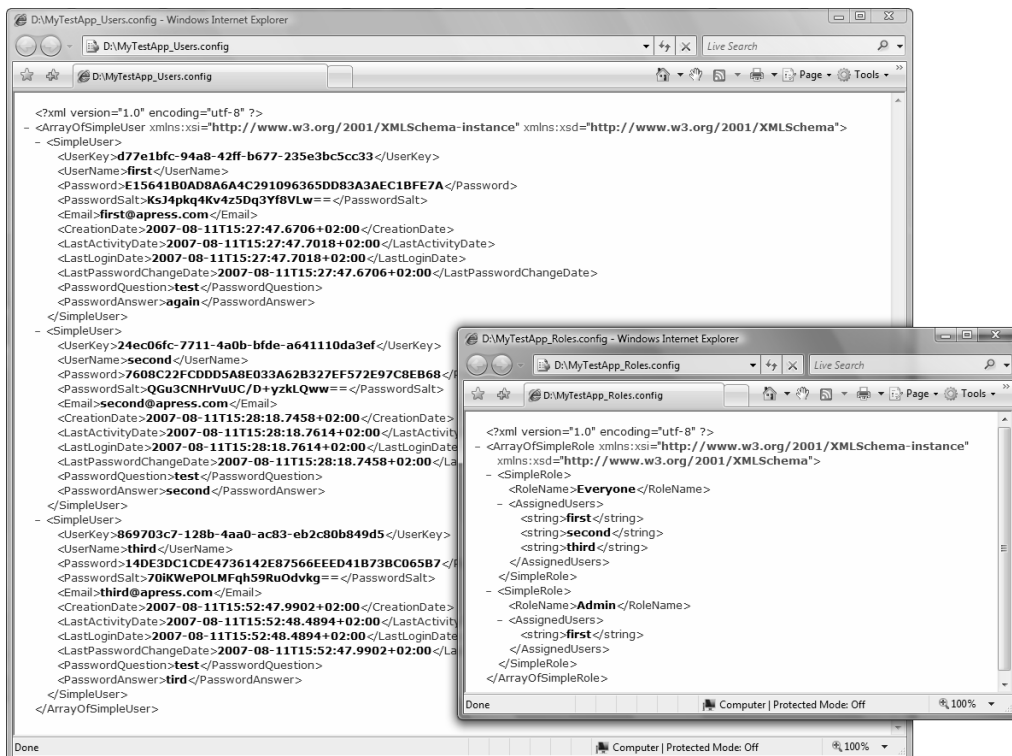 D:\MyTestApp_Users.config - Windows Internet Explorer
D:\MyTestApp_Users.config
Live Search
D:\MyTestApp_Users.config
Page
Tools
<?xml version="1.0" encoding="utf-8" ?>
- <ArrayOfSimpleUser xmlns:xsi="http://www.w3.org/2001/XMLSchema-instance" xmlns:xsd="http://www.w3.org/2001/XMLSchema">
- <SimpleUser>
<UserKey>d77e1bfc-94a8-42ff-b677-235e3bc5cc33</UserKey>
<UserName>first</UserName>
<Password>E15641B0AD8A6A4C291096365DD83A3AEC1BFE7A</Password>
<PasswordSalt>KsJ4pkq4Kv4z5Dq3Yf8VLw==</PasswordSalt>
<Email>first@apress.com</Email>
<CreationDate>2007-08-11T15:27:47.6706+02:00</CreationDate>
<LastActivityDate>2007-08-11T15:27:47.7018+02:00</LastActivityDate>
<LastLoginDate>2007-08-11T15:27:47.7018+02:00</LastLoginDate>
<LastPasswordChangeDate>2007-08-11T15:27:47.6706+02:00</LastPasswordChangeDate>
<PasswordQuestion>test</PasswordQuestion>
<PasswordAnswer>again</PasswordAnswer>
</SimpleUser>
- <SimpleUser>
<UserKey>24ec06fc-7711-4a0b-bfde-a641110da3ef</UserKey>
<UserName>second</UserName>
<Password>7608C22FCDDD5A8E033A62B327EF572E97C8EB68</
<PasswordSalt>QGu3CNHrVuUC/D+yzkLQww==</PasswordSalt>
<Email>second@apress.com</Email>
<CreationDate>2007-08-11T15:28:18.7458+02:00</CreationDate>
<LastActivityDate>2007-08-11T15:28:18.7614+02:00</LastActivity
<LastLoginDate>2007-08-11T15:28:18.7614+02:00</LastLoginDate
<LastPasswordChangeDate>2007-08-11T15:28:18.7458+02:00</La
<PasswordQuestion>test</PasswordQuestion>
<PasswordAnswer>second</PasswordAnswer>
</SimpleUser>
- <SimpleUser>
<UserKey>869703c7-128b-4aa0-ac83-eb2c80b849d5</UserKey>
<UserName>third</UserName>
<Password>14DE3DC1CDE4736142E87566EEED41B73BC065B7</
<PasswordSalt>70iKWePOLMFqh59RuOdvkg==</PasswordSalt>
<Email>third@apress.com</Email>
<CreationDate>2007-08-11T15:52:47.9902+02:00</CreationDate>
<LastActivityDate>2007-08-11T15:52:48.4894+02:00</LastActivity
<LastLoginDate>2007-08-11T15:52:48.4894+02:00</LastLoginDate
<LastPasswordChangeDate>2007-08-11T15:52:47.9902+02:00</La
<PasswordQuestion>test</PasswordQuestion>
<PasswordAnswer>tird</PasswordAnswer>
</SimpleUser>
</ArrayOfSimpleUser>
Done
Computer | Protected Mode: Off
100%
D:\MyTestApp_Roles.config - Windows Internet Explorer
D:\MyTestApp_Roles.config
Live Search
D:\MyTestApp_Roles.config
Page
Tools
<?xml version="1.0" encoding="utf-8" ?>
- <ArrayOfSimpleRole xmlns:xsi="http://www.w3.org/2001/XMLSchema-instance"
xmlns:xsd="http://www.w3.org/2001/XMLSchema">
- <SimpleRole>
<RoleName>Everyone</RoleName>
- <AssignedUsers>
<string>first</string>
<string>second</string>
<string>third</string>
</AssignedUsers>
</SimpleRole>
- <SimpleRole>
<RoleName>Admin</RoleName>
- <AssignedUsers>
<string>first</string>
</AssignedUsers>
</SimpleRole>
</ArrayOfSimpleRole>
Done
Computer | Protected Mode: Off
100%